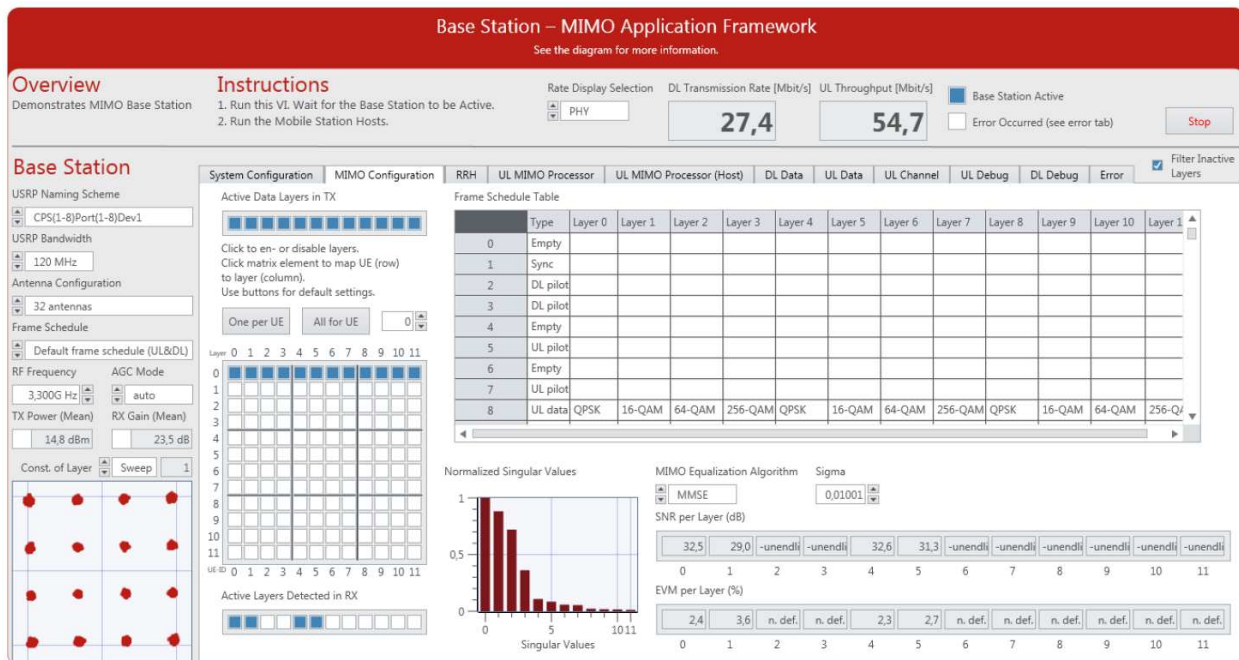 Base Station – MIMO Application Framework
See the diagram for more information.
Overview
Demonstrates MIMO Base Station
Instructions
1. Run this VI. Wait for the Base Station to be Active.
2. Run the Mobile Station Hosts.
Rate Display Selection
PHY
DL Transmission Rate [Mbit/s]
27,4
UL Throughput [Mbit/s]
54,7
Base Station Active
Error Occurred (see error tab)
Stop
Base Station
USRP Naming Scheme
CPS(1-8)Port(1-8)Dev1
USRP Bandwidth
120 MHz
Antenna Configuration
32 antennas
Frame Schedule
Default frame schedule (UL&DL)
RF Frequency AGC Mode
3,300G Hz auto
TX Power (Mean) RX Gain (Mean)
14,8 dBm 23,5 dB
Const. of Layer Sweep 1
System Configuration MIMO Configuration RRH UL MIMO Processor UL MIMO Processor (Host) DL Data UL Data UL Channel UL Debug DL Debug Error
Filter Inactive
Layers
Active Data Layers in TX
Click to en- or disable layers.
Click matrix element to map UE (row)
to layer (column).
Use buttons for default settings.
One per UE All for UE 0
Layer 0 1 2 3 4 5 6 7 8 9 10 11
0
1
2
3
4
5
6
7
8
9
10
11
UE-ID 0 1 2 3 4 5 6 7 8 9 10 11
Active Layers Detected in RX
Frame Schedule Table
Type Layer 0 Layer 1 Layer 2 Layer 3 Layer 4 Layer 5 Layer 6 Layer 7 Layer 8 Layer 9 Layer 10 Layer 1
0 Empty
1 Sync
2 DL pilot
3 DL pilot
4 Empty
5 UL pilot
6 Empty
7 UL pilot
8 UL data QPSK 16-QAM 64-QAM 256-QAM QPSK 16-QAM 64-QAM 256-QAM QPSK 16-QAM 64-QAM 256-QA
Normalized Singular Values
1
0,5
0
0 5 10 11
Singular Values
MIMO Equalization Algorithm Sigma
MMSE 0,01001
SNR per Layer (dB)
32,5 29,0 -unendli -unendli 32,6 31,3 -unendli -unendli -unendli -unendli -unendli -unendli
0 1 2 3 4 5 6 7 8 9 10 11
EVM per Layer (%)
2,4 3,6 n. def. n. def. 2,3 2,7 n. def. n. def. n. def. n. def. n. def. n. def.
0 1 2 3 4 5 6 7 8 9 10 11